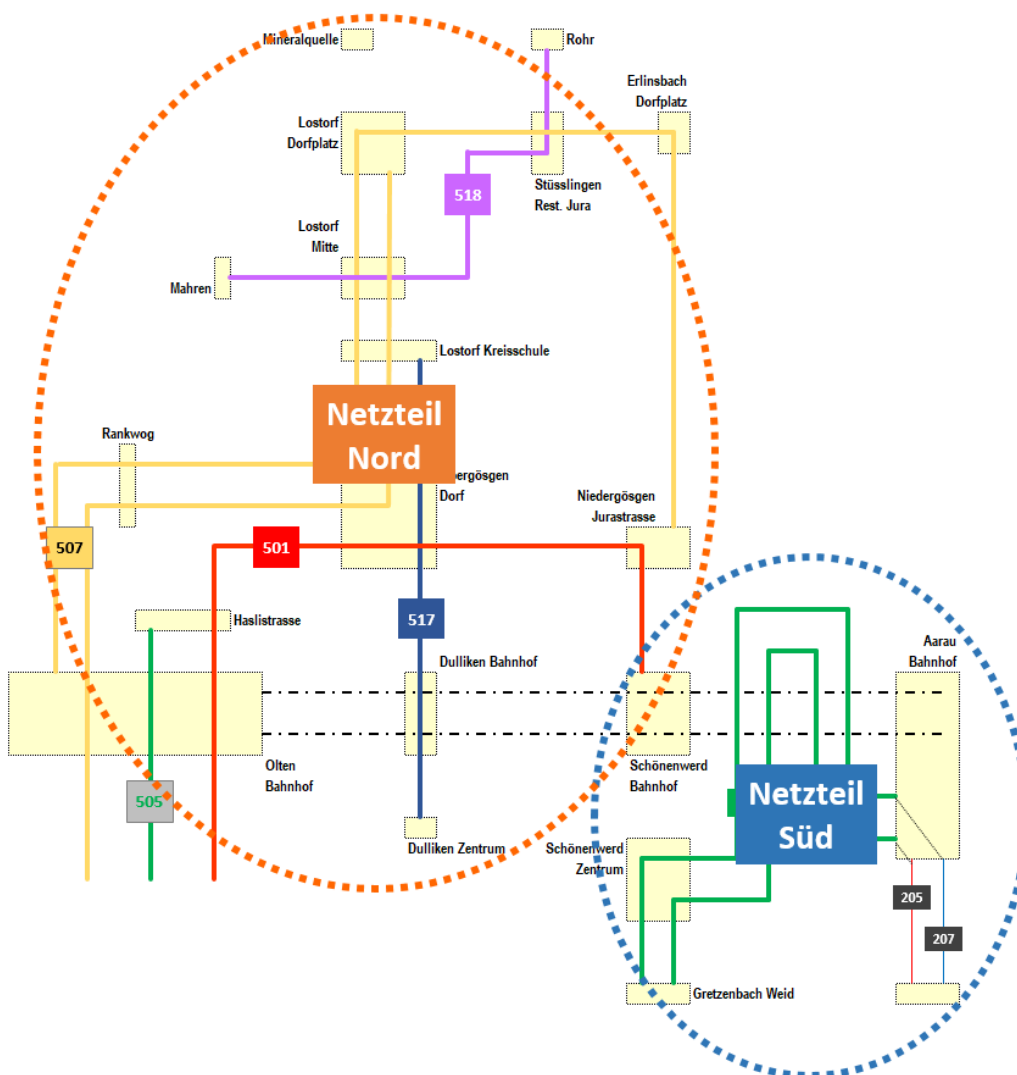 Mineralquelle
Rohr
Erlinsbach
Dorfplatz
Lostorf
Dorfplatz
518
Stüsslingen
Rest. Jura
Lostorf
Mitte
Mahren
Lostorf Kreisschule
Netzteil
Nord
Rankwog
bergösgen
Dorf
Niedergösgen
Jurastrasse
507
501
Haslistrasse
517
Dulliken Bahnhof
Aarau
Bahnhof
Olten
Bahnhof
Schönenwerd
Bahnhof
Netzteil
Süd
505
Dulliken Zentrum
Schönenwerd
Zentrum
205
207
Gretzenbach Weid